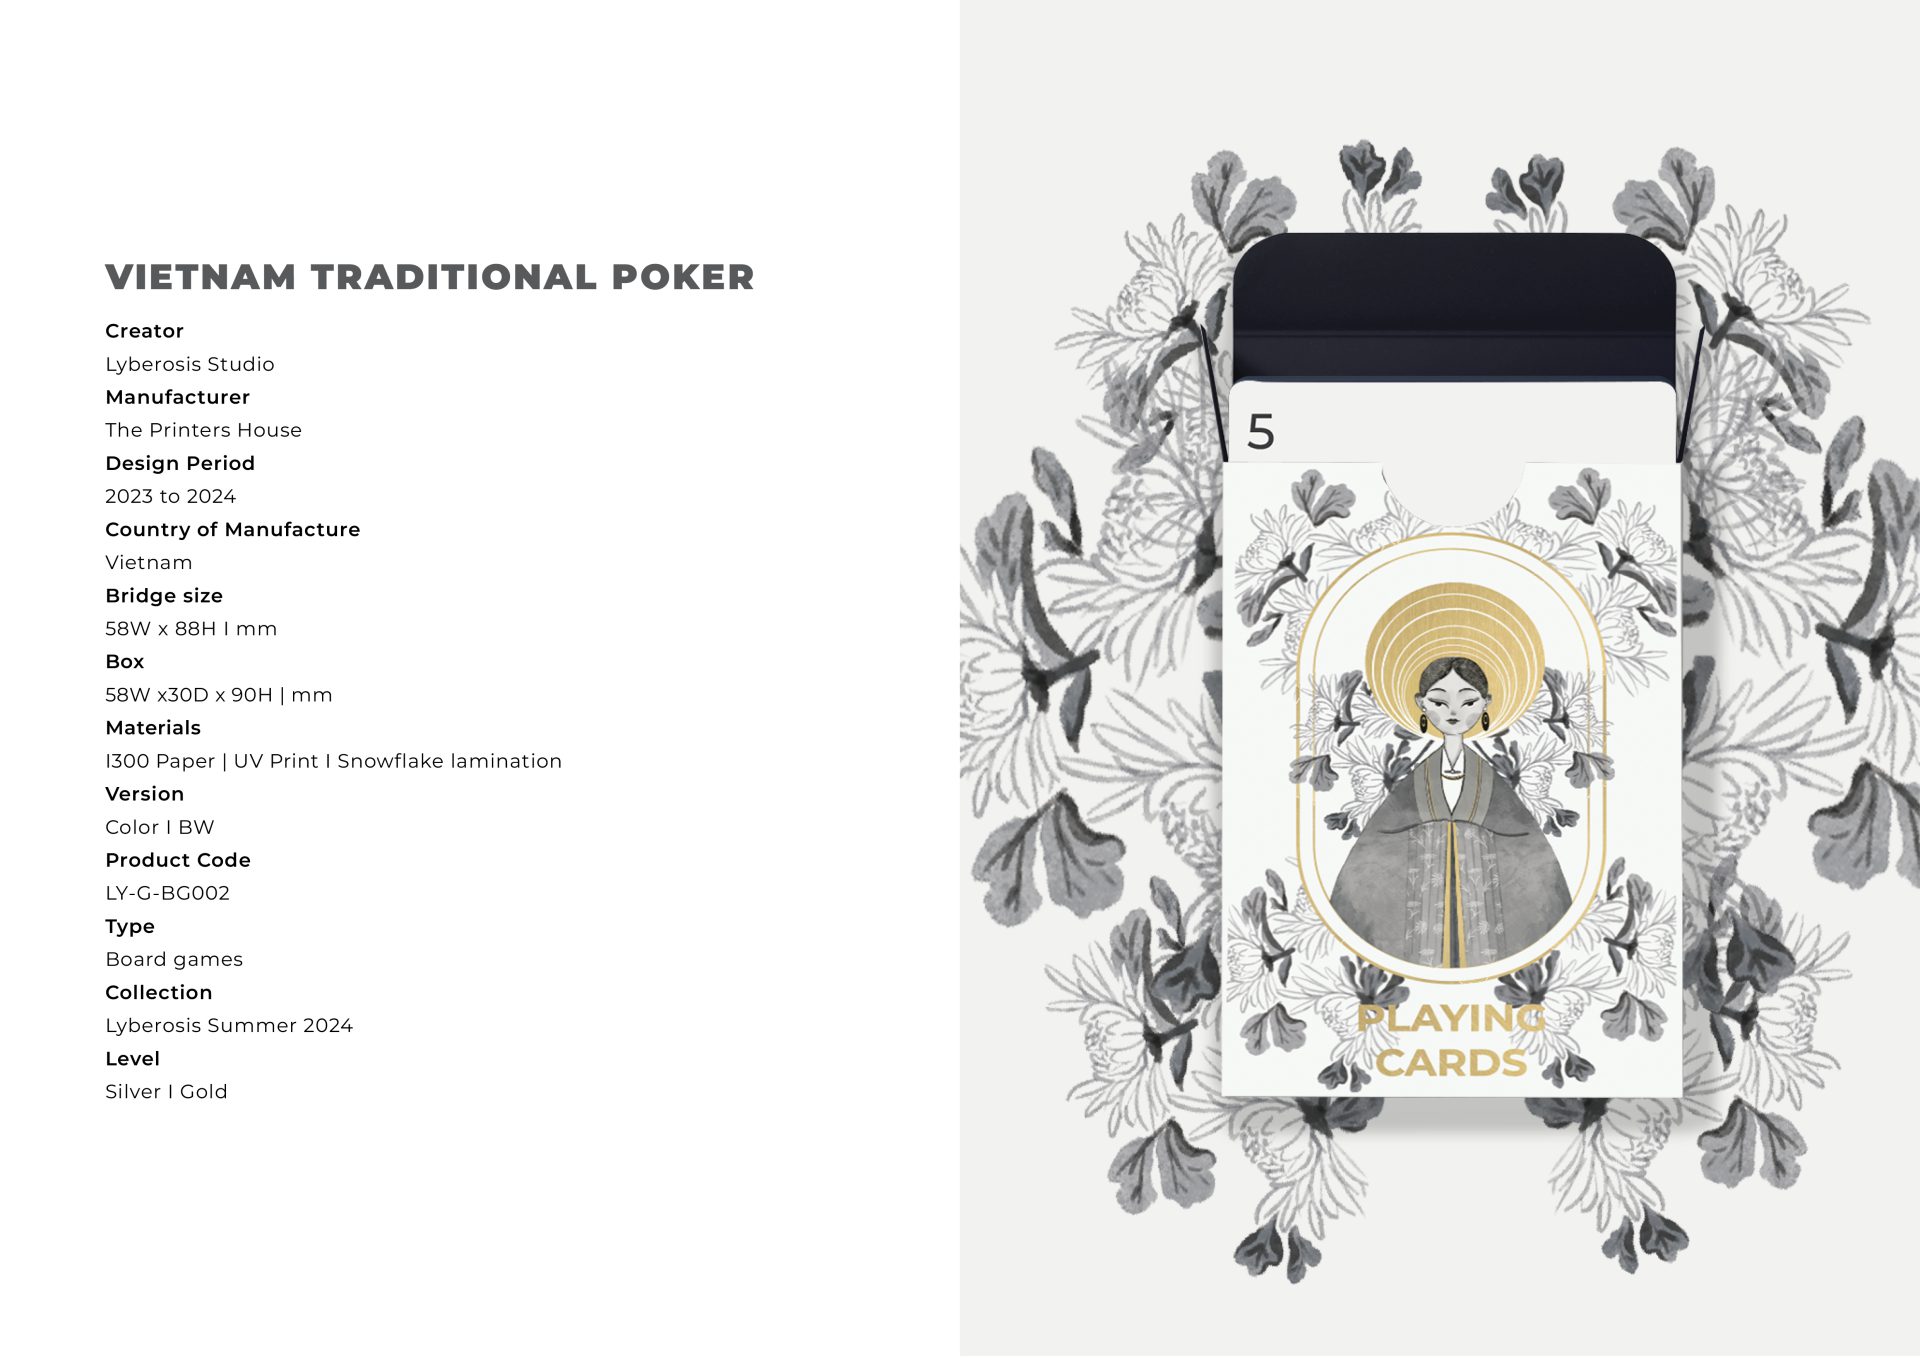 VIETNAM TRADITIONAL POKER
Creator
Lyberosis Studio
Manufacturer
The Printers House
Design Period
2023 to 2024
Country of Manufacture
Vietnam
Bridge size
58W x 88H I mm
Box
58W x30D x 90H | mm
Materials
I300 Paper | UV Print I Snowflake lamination
Version
Color I BW
Product Code
LY-G-BG002
Type
Board games
Collection
Lyberosis Summer 2024
Level
Silver I Gold
5
PLAYING
CARDS